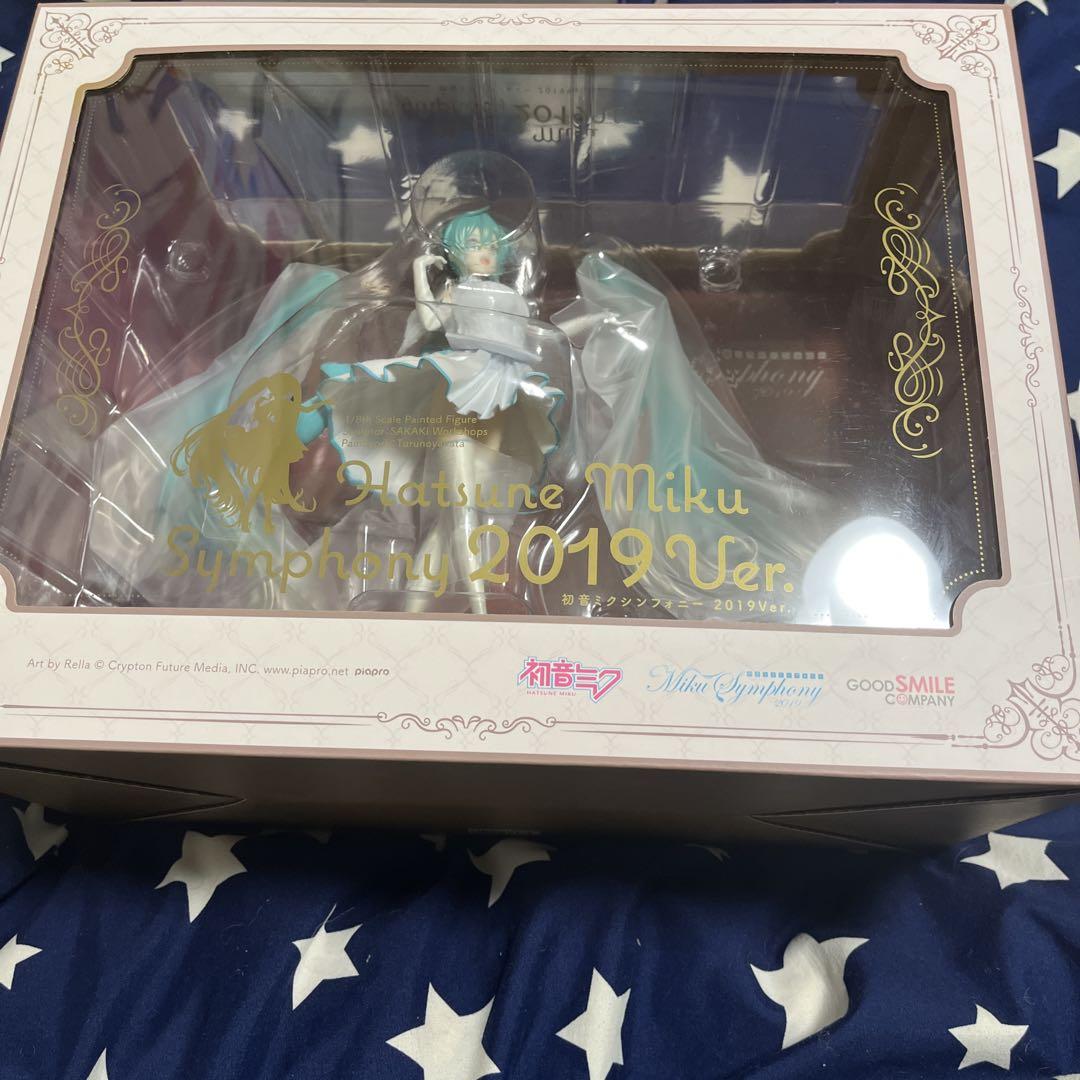 1/8th Scale Painted Figure
SAKAKI Workshops
Hatsune Miku
Symphony 2019 Ver.
初音ミクシンフォニー 2019Ver.
Art by Rella © Crypton Future Media, INC. www.piapro.net piapro
初音ミク
HATSUNE MIKU
Miku Symphony
2019
GOOD SMILE
COMPANY